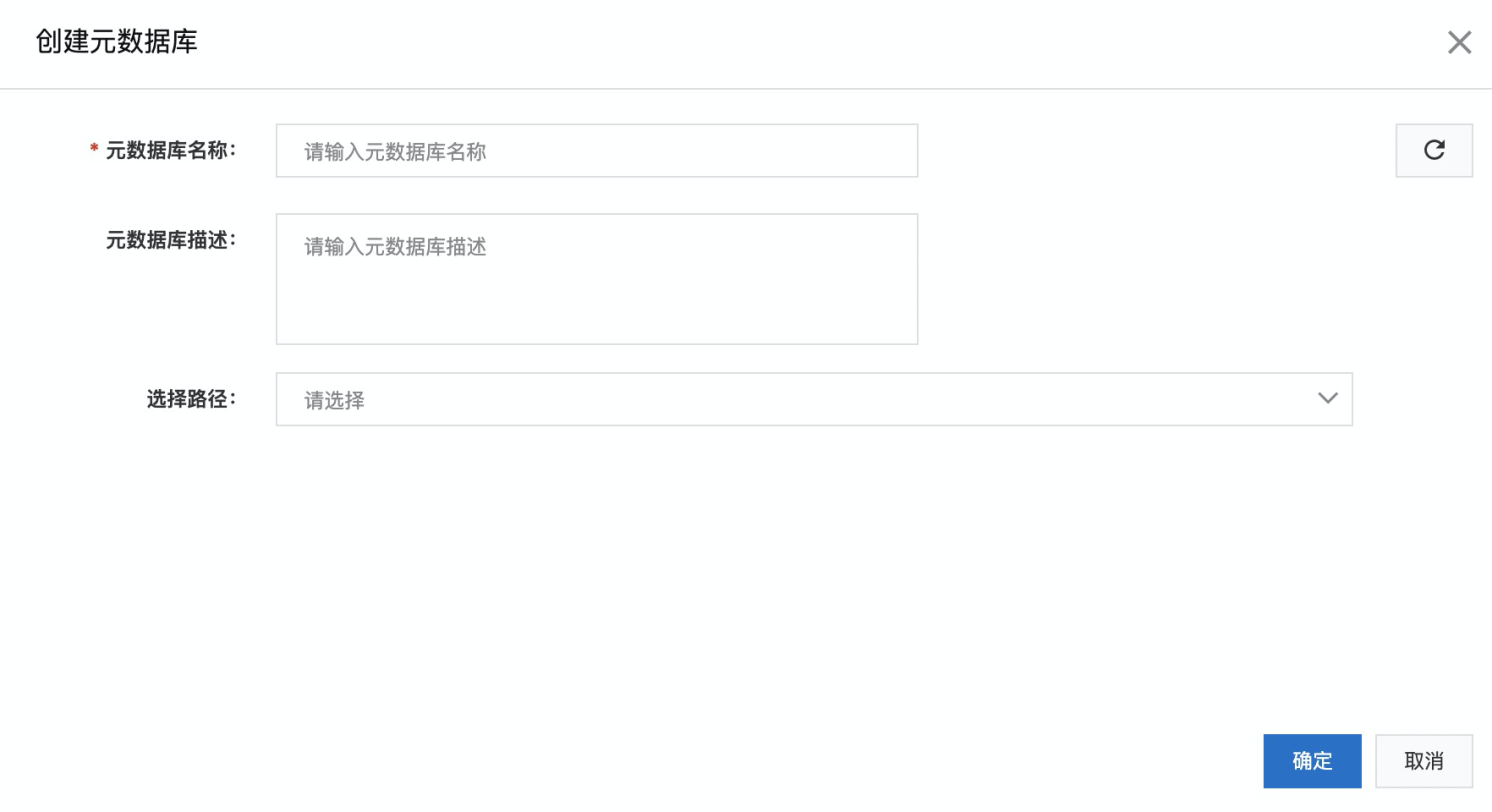 创建元数据库
* 元数据库名称：
请输入元数据库名称
元数据库描述：
请输入元数据库描述
选择路径：
请选择
确定
取消